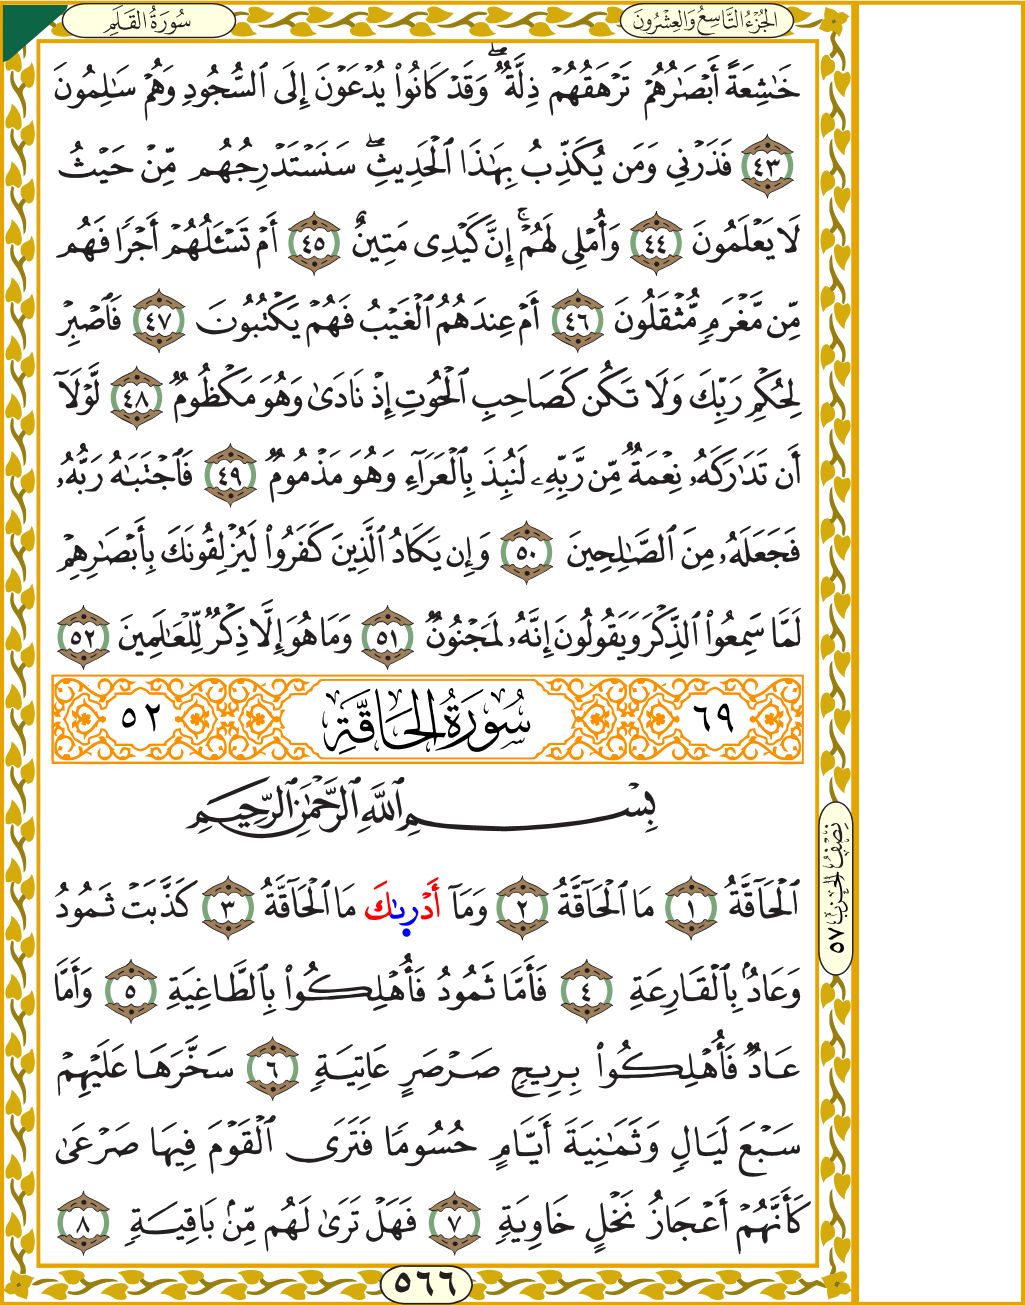 سُورَةُ القَلَمِ
الجُزْءُ التَّاسِعُ وَالعِشْرُونَ
خَٰشِعَةً أَبْصَٰرُهُمْ تَرْهَقُهُمْ ذِلَّةٌ ۖ وَقَدْ كَانُوا۟ يُدْعَوْنَ إِلَى ٱلسُّجُودِ وَهُمْ سَٰلِمُونَ
٤٣ فَذَرْنِى وَمَن يُكَذِّبُ بِهَٰذَا ٱلْحَدِيثِ ۖ سَنَسْتَدْرِجُهُم مِّنْ حَيْثُ
لَا يَعْلَمُونَ ٤٤ وَأُمْلِى لَهُمْ ۚ إِنَّ كَيْدِى مَتِينٌ ٤٥ أَمْ تَسْـَٔلُهُمْ أَجْرًا فَهُم
مِّن مَّغْرَمٍ مُّثْقَلُونَ ٤٦ أَمْ عِندَهُمُ ٱلْغَيْبُ فَهُمْ يَكْتُبُونَ ٤٧ فَٱصْبِرْ
لِحُكْمِ رَبِّكَ وَلَا تَكُن كَصَاحِبِ ٱلْحُوتِ إِذْ نَادَىٰ وَهُوَ مَكْظُومٌ ٤٨ لَّوْلَآ
أَن تَدَٰرَكَهُۥ نِعْمَةٌ مِّن رَّبِّهِۦ لَنُبِذَ بِٱلْعَرَآءِ وَهُوَ مَذْمُومٌ ٤٩ فَٱجْتَبَٰهُ رَبُّهُۥ
فَجَعَلَهُۥ مِنَ ٱلصَّٰلِحِينَ ٥٠ وَإِن يَكَادُ ٱلَّذِينَ كَفَرُوا۟ لَيُزْلِقُونَكَ بِأَبْصَٰرِهِمْ
لَمَّا سَمِعُوا۟ ٱلذِّكْرَ وَيَقُولُونَ إِنَّهُۥ لَمَجْنُونٌ ٥١ وَمَا هُوَ إِلَّا ذِكْرٌ لِّلْعَٰلَمِينَ ٥٢
٦٩ سُورَةُ الحَاقَّةِ ٥٢
بِسْمِ ٱللَّهِ ٱلرَّحْمَٰنِ ٱلرَّحِيمِ
ٱلْحَآقَّةُ ١ مَا ٱلْحَآقَّةُ ٢ وَمَآ أَدْرَىٰكَ مَا ٱلْحَآقَّةُ ٣ كَذَّبَتْ ثَمُودُ
وَعَادٌۢ بِٱلْقَارِعَةِ ٤ فَأَمَّا ثَمُودُ فَأُهْلِكُوا۟ بِٱلطَّاغِيَةِ ٥ وَأَمَّا
عَادٌ فَأُهْلِكُوا۟ بِرِيحٍ صَرْصَرٍ عَاتِيَةٍ ٦ سَخَّرَهَا عَلَيْهِمْ
سَبْعَ لَيَالٍ وَثَمَٰنِيَةَ أَيَّامٍ حُسُومًا فَتَرَى ٱلْقَوْمَ فِيهَا صَرْعَىٰ
كَأَنَّهُمْ أَعْجَازُ نَخْلٍ خَاوِيَةٍ ٧ فَهَلْ تَرَىٰ لَهُم مِّنۢ بَاقِيَةٍ ٨
نِصْفُ الحِزْبِ ٥٧
٥٦٦